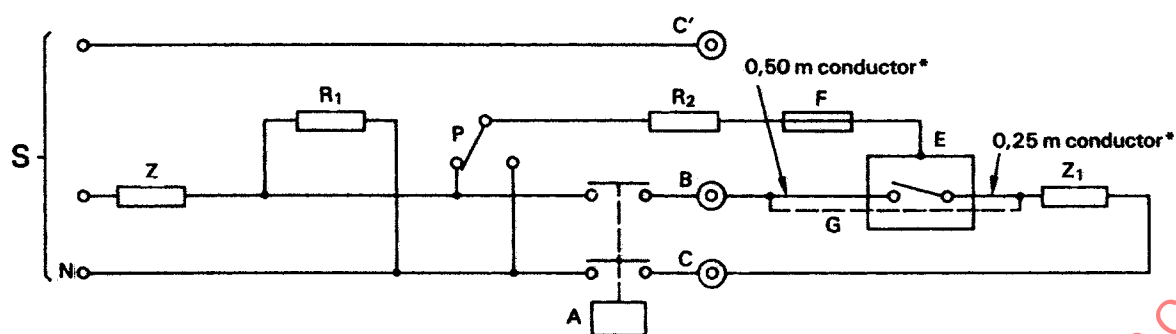 C′
0,50 m conductor*
R₁
R₂
F
P
E
0,25 m conductor*
S
Z
B
Z₁
G
N
C
A